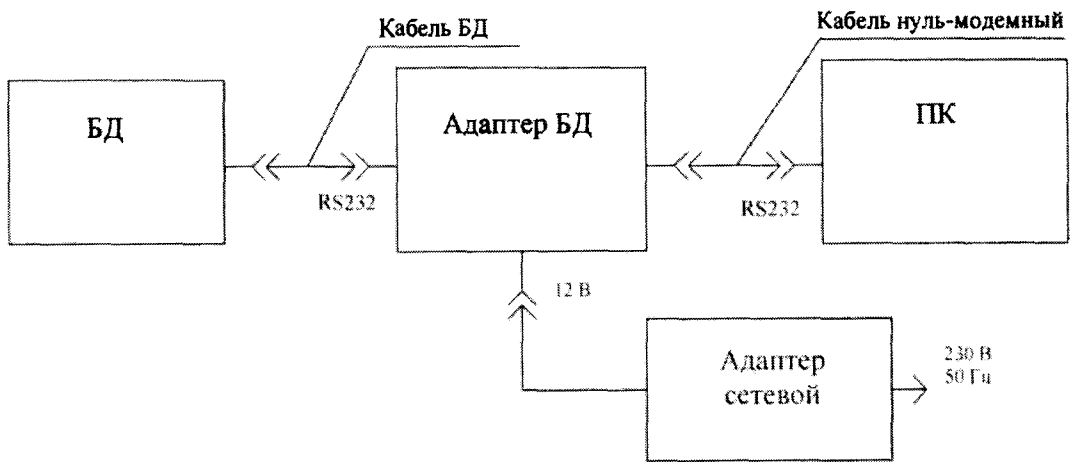 Кабель БД
Кабель нуль-модемный
БД
Адаптер БД
ПК
RS232
RS232
12 В
Адаптер
сетевой
230 В
50 Гц